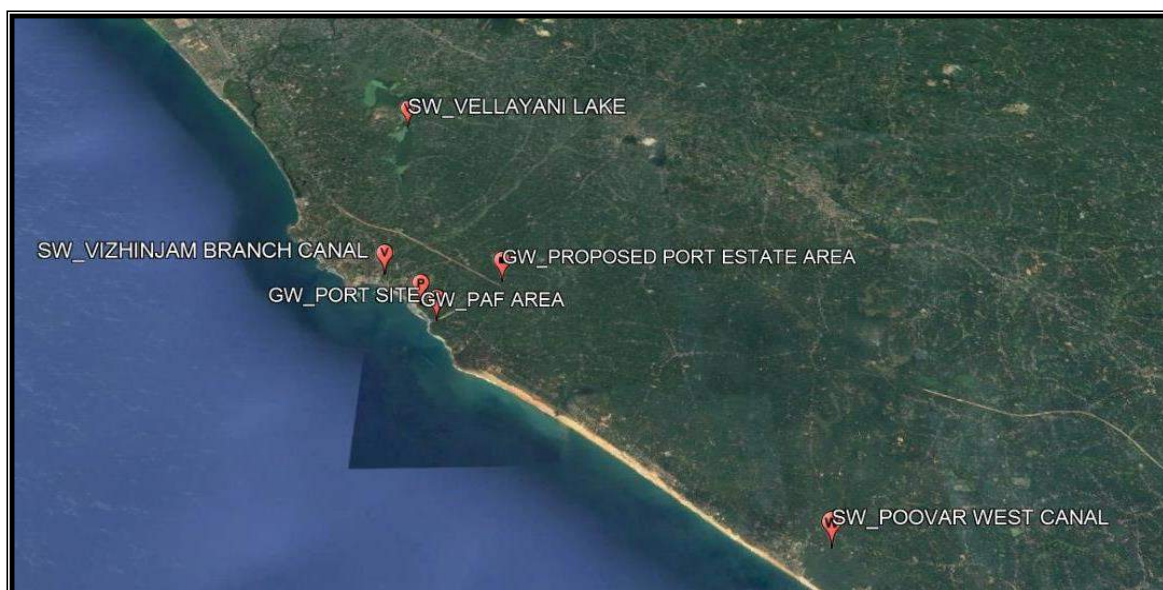 SW_VELLAYANI LAKE
SW_VIZHINJAM BRANCH CANAL
V
GW_PROPOSED PORT ESTATE AREA
P
GW_PORT SITE
GW_PAF AREA
SW_POOVAR WEST CANAL